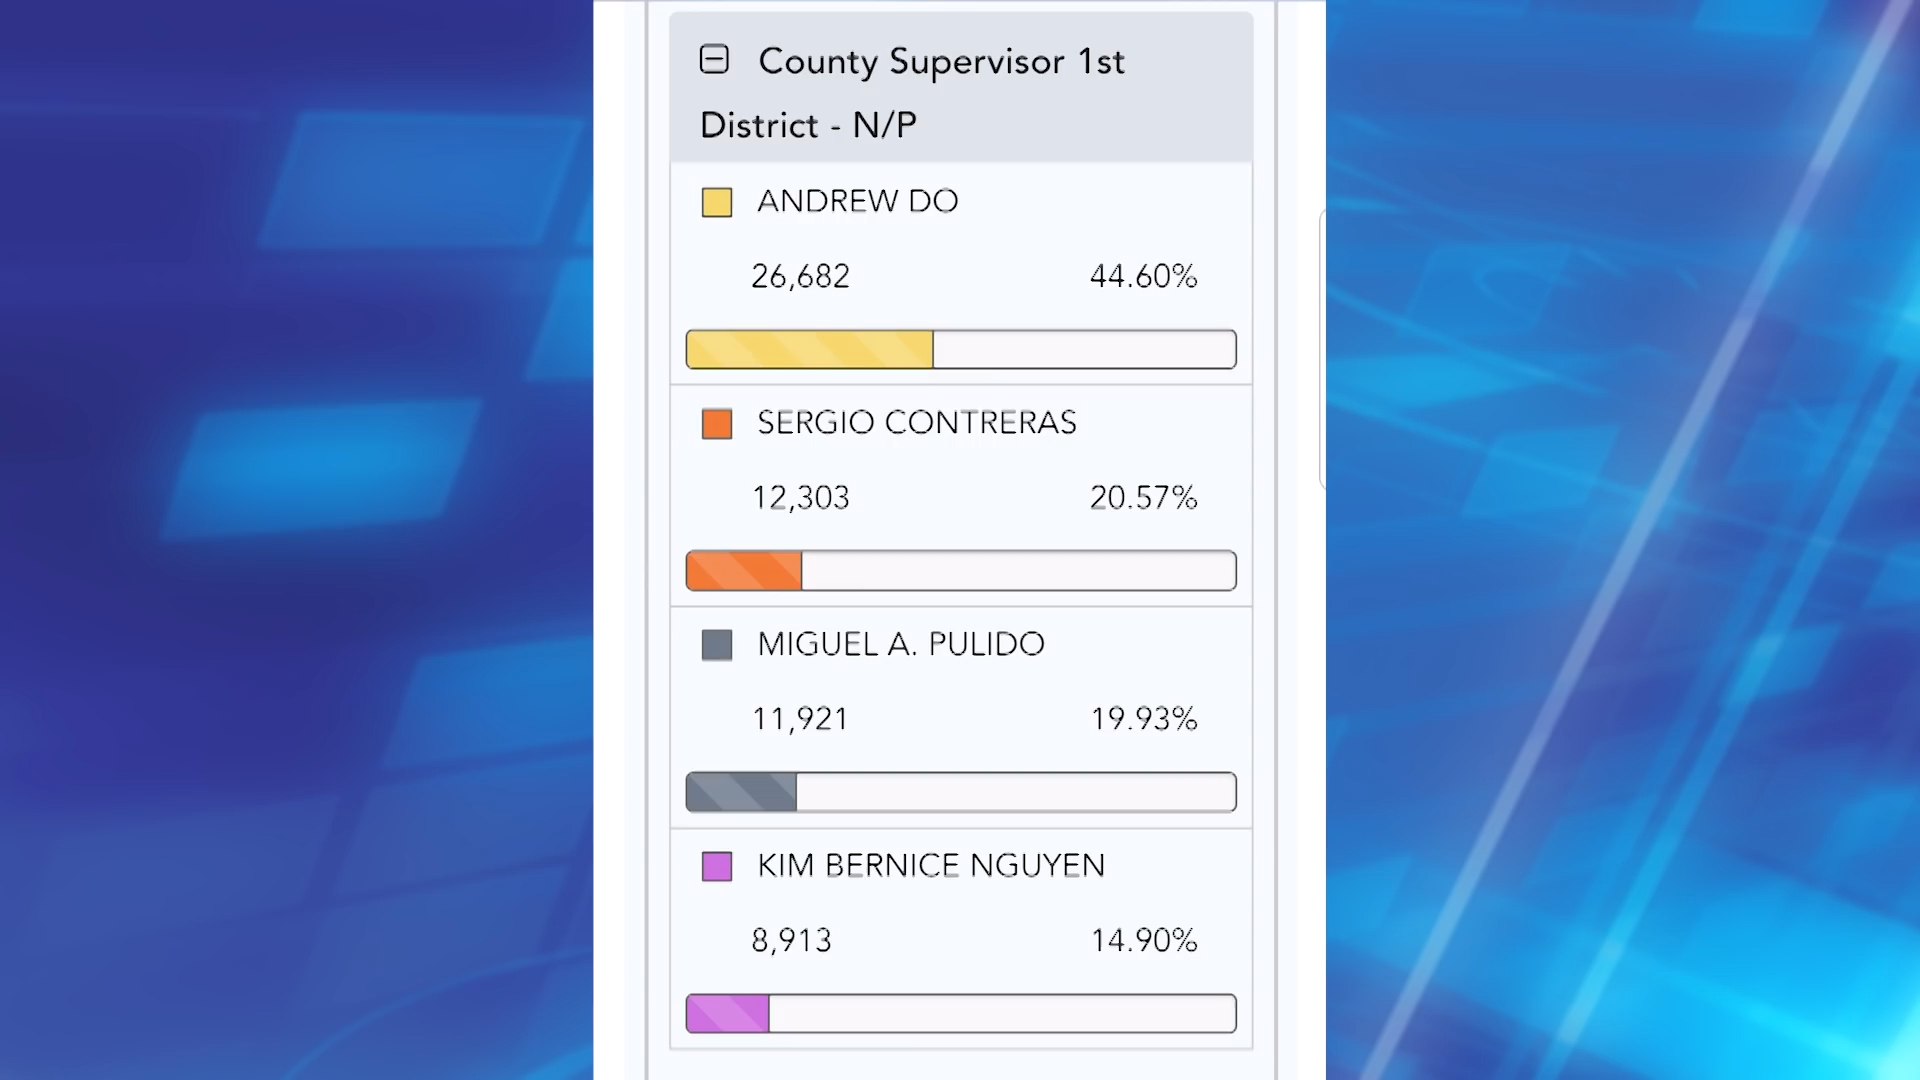 County Supervisor 1st
District - N/P
ANDREW DO
26,682 44.60%
SERGIO CONTRERAS
12,303 20.57%
MIGUEL A. PULIDO
11,921 19.93%
KIM BERNICE NGUYEN
8,913 14.90%